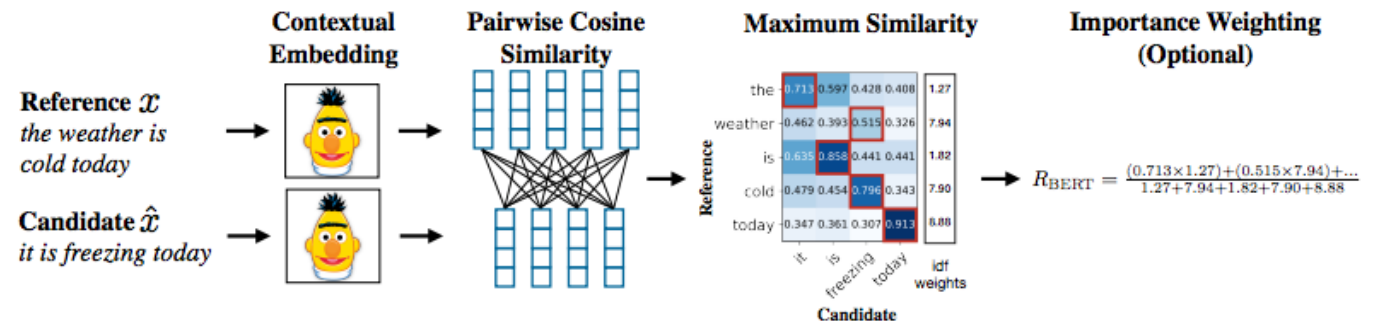 Contextual
Embedding
Pairwise Cosine
Similarity
Maximum Similarity
Importance Weighting
(Optional)
Reference x
the weather is
cold today
Candidate x̂
it is freezing today
Reference
the 0.713 0.597 0.428 0.408 1.27
weather 0.462 0.393 0.515 0.326 7.94
is 0.635 0.858 0.441 0.441 1.82
cold 0.479 0.454 0.796 0.343 7.90
today 0.347 0.361 0.307 0.913 8.88
it is freezing today
idf
weights
Candidate
R_BERT = (0.713×1.27)+(0.515×7.94)+... / 1.27+7.94+1.82+7.90+8.88